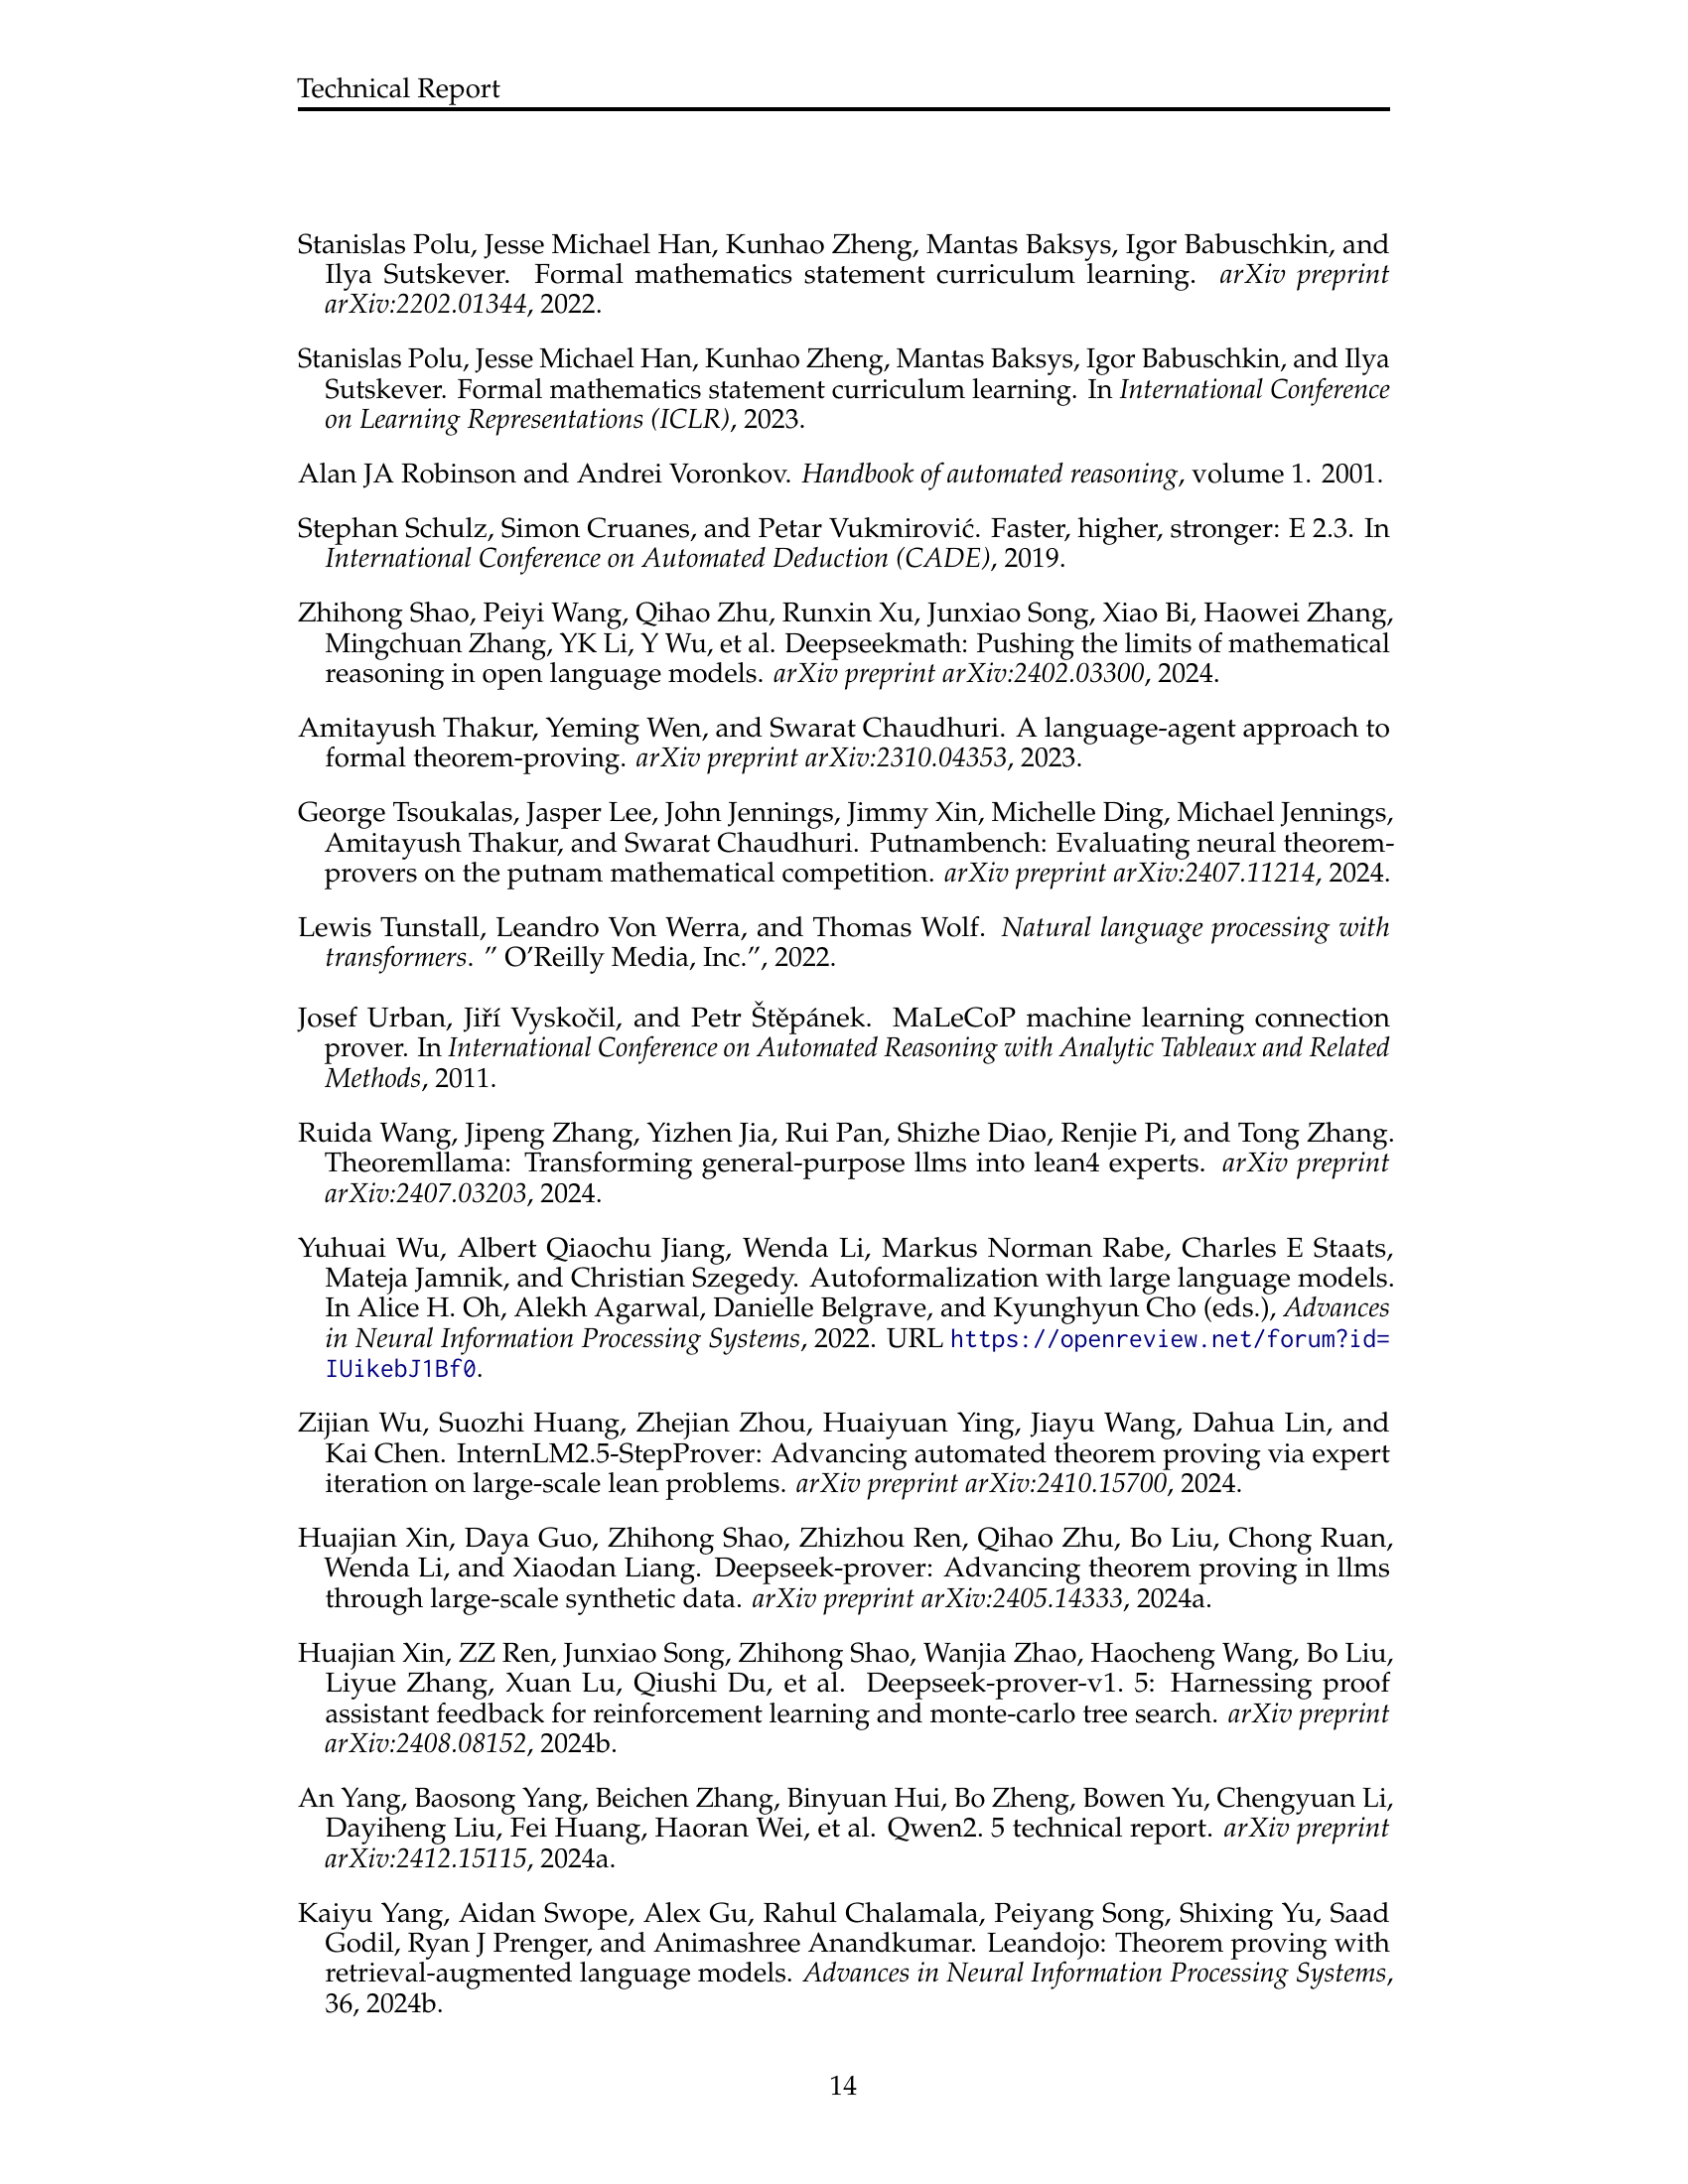 Technical Report
Stanislas Polu, Jesse Michael Han, Kunhao Zheng, Mantas Baksys, Igor Babuschkin, and
Ilya Sutskever. Formal mathematics statement curriculum learning. arXiv preprint
arXiv:2202.01344, 2022.
Stanislas Polu, Jesse Michael Han, Kunhao Zheng, Mantas Baksys, Igor Babuschkin, and Ilya
Sutskever. Formal mathematics statement curriculum learning. In International Conference
on Learning Representations (ICLR), 2023.
Alan JA Robinson and Andrei Voronkov. Handbook of automated reasoning, volume 1. 2001.
Stephan Schulz, Simon Cruanes, and Petar Vukmirović. Faster, higher, stronger: E 2.3. In
International Conference on Automated Deduction (CADE), 2019.
Zhihong Shao, Peiyi Wang, Qihao Zhu, Runxin Xu, Junxiao Song, Xiao Bi, Haowei Zhang,
Mingchuan Zhang, YK Li, Y Wu, et al. Deepseekmath: Pushing the limits of mathematical
reasoning in open language models. arXiv preprint arXiv:2402.03300, 2024.
Amitayush Thakur, Yeming Wen, and Swarat Chaudhuri. A language-agent approach to
formal theorem-proving. arXiv preprint arXiv:2310.04353, 2023.
George Tsoukalas, Jasper Lee, John Jennings, Jimmy Xin, Michelle Ding, Michael Jennings,
Amitayush Thakur, and Swarat Chaudhuri. Putnambench: Evaluating neural theorem-
provers on the putnam mathematical competition. arXiv preprint arXiv:2407.11214, 2024.
Lewis Tunstall, Leandro Von Werra, and Thomas Wolf. Natural language processing with
transformers. ” O’Reilly Media, Inc.”, 2022.
Josef Urban, Jiří Vyskočil, and Petr Štěpánek. MaLeCoP machine learning connection
prover. In International Conference on Automated Reasoning with Analytic Tableaux and Related
Methods, 2011.
Ruida Wang, Jipeng Zhang, Yizhen Jia, Rui Pan, Shizhe Diao, Renjie Pi, and Tong Zhang.
Theoremllama: Transforming general-purpose llms into lean4 experts. arXiv preprint
arXiv:2407.03203, 2024.
Yuhuai Wu, Albert Qiaochu Jiang, Wenda Li, Markus Norman Rabe, Charles E Staats,
Mateja Jamnik, and Christian Szegedy. Autoformalization with large language models.
In Alice H. Oh, Alekh Agarwal, Danielle Belgrave, and Kyunghyun Cho (eds.), Advances
in Neural Information Processing Systems, 2022. URL https://openreview.net/forum?id=
IUikebJ1Bf0.
Zijian Wu, Suozhi Huang, Zhejian Zhou, Huaiyuan Ying, Jiayu Wang, Dahua Lin, and
Kai Chen. InternLM2.5-StepProver: Advancing automated theorem proving via expert
iteration on large-scale lean problems. arXiv preprint arXiv:2410.15700, 2024.
Huajian Xin, Daya Guo, Zhihong Shao, Zhizhou Ren, Qihao Zhu, Bo Liu, Chong Ruan,
Wenda Li, and Xiaodan Liang. Deepseek-prover: Advancing theorem proving in llms
through large-scale synthetic data. arXiv preprint arXiv:2405.14333, 2024a.
Huajian Xin, ZZ Ren, Junxiao Song, Zhihong Shao, Wanjia Zhao, Haocheng Wang, Bo Liu,
Liyue Zhang, Xuan Lu, Qiushi Du, et al. Deepseek-prover-v1. 5: Harnessing proof
assistant feedback for reinforcement learning and monte-carlo tree search. arXiv preprint
arXiv:2408.08152, 2024b.
An Yang, Baosong Yang, Beichen Zhang, Binyuan Hui, Bo Zheng, Bowen Yu, Chengyuan Li,
Dayiheng Liu, Fei Huang, Haoran Wei, et al. Qwen2. 5 technical report. arXiv preprint
arXiv:2412.15115, 2024a.
Kaiyu Yang, Aidan Swope, Alex Gu, Rahul Chalamala, Peiyang Song, Shixing Yu, Saad
Godil, Ryan J Prenger, and Animashree Anandkumar. Leandojo: Theorem proving with
retrieval-augmented language models. Advances in Neural Information Processing Systems,
36, 2024b.
14